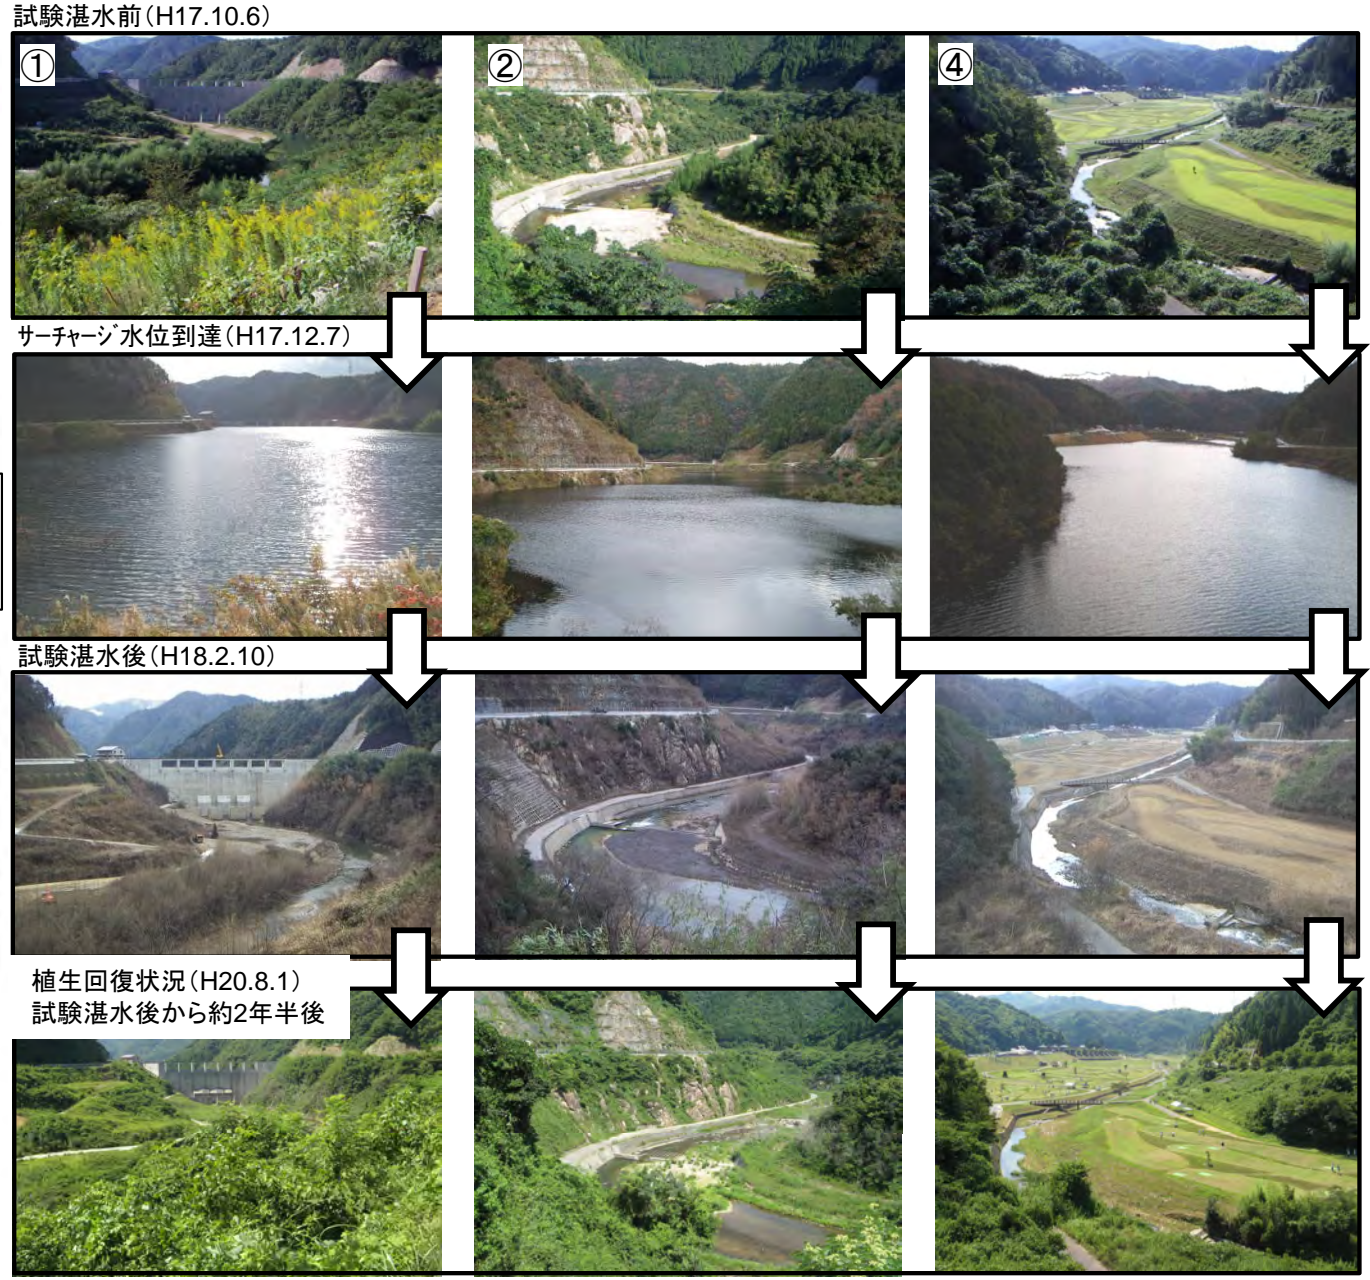 試験湛水前(H17.10.6)
①
②
④
サーチャージ水位到達(H17.12.7)
試験湛水後(H18.2.10)
植生回復状況(H20.8.1)
試験湛水後から約2年半後